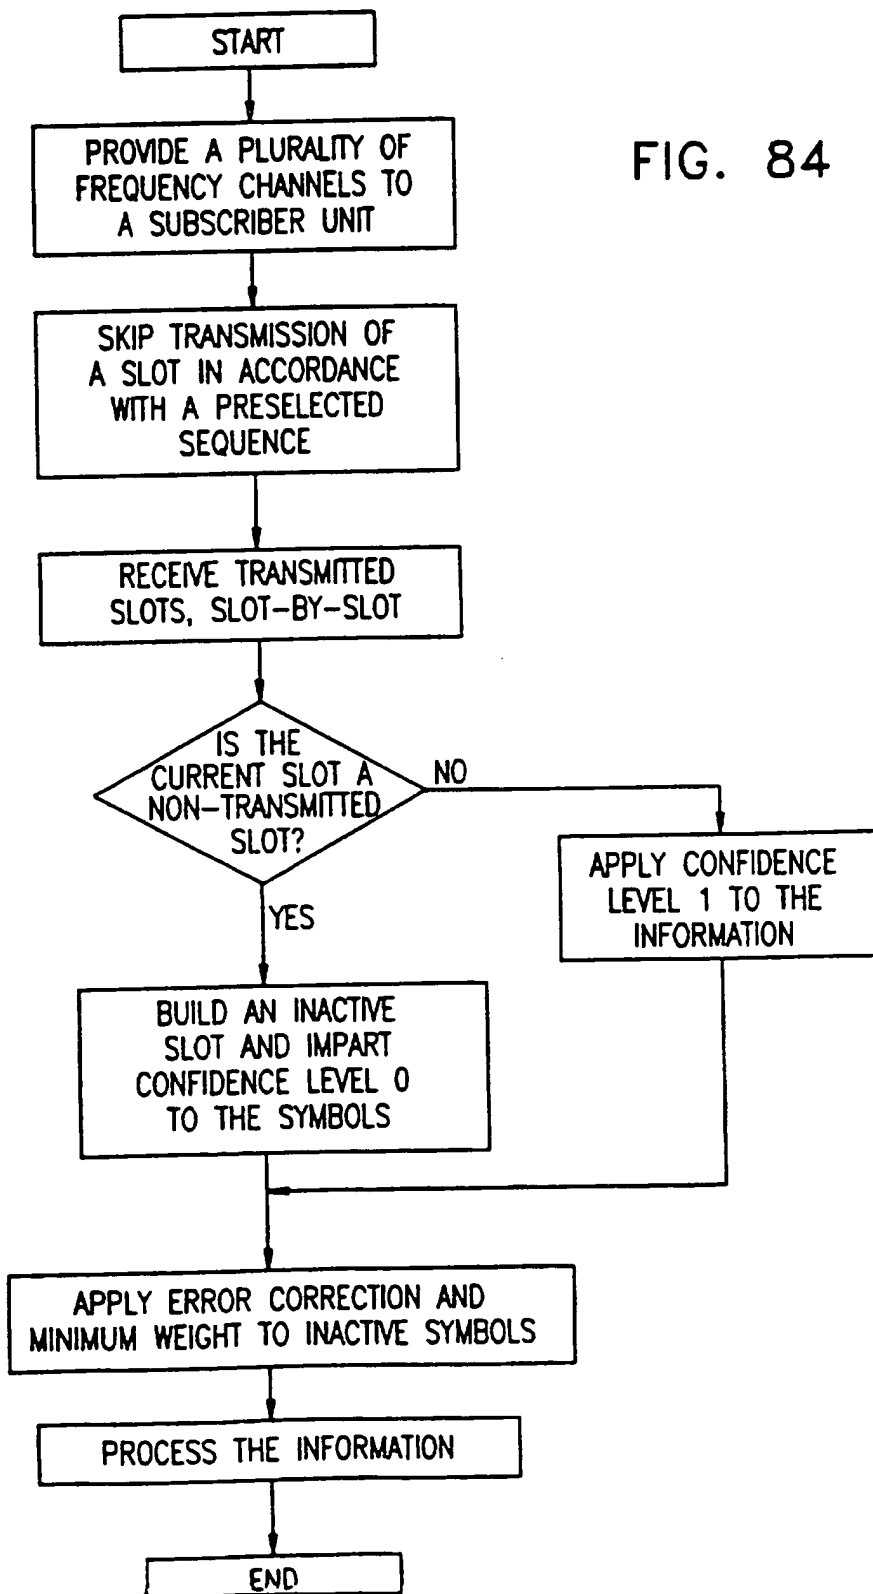 START
FIG. 84
PROVIDE A PLURALITY OF
FREQUENCY CHANNELS TO
A SUBSCRIBER UNIT
SKIP TRANSMISSION OF
A SLOT IN ACCORDANCE
WITH A PRESELECTED
SEQUENCE
RECEIVE TRANSMITTED
SLOTS, SLOT-BY-SLOT
IS THE
CURRENT SLOT A
NON-TRANSMITTED
SLOT?
NO
YES
APPLY CONFIDENCE
LEVEL 1 TO THE
INFORMATION
BUILD AN INACTIVE
SLOT AND IMPART
CONFIDENCE LEVEL 0
TO THE SYMBOLS
APPLY ERROR CORRECTION AND
MINIMUM WEIGHT TO INACTIVE SYMBOLS
PROCESS THE INFORMATION
END